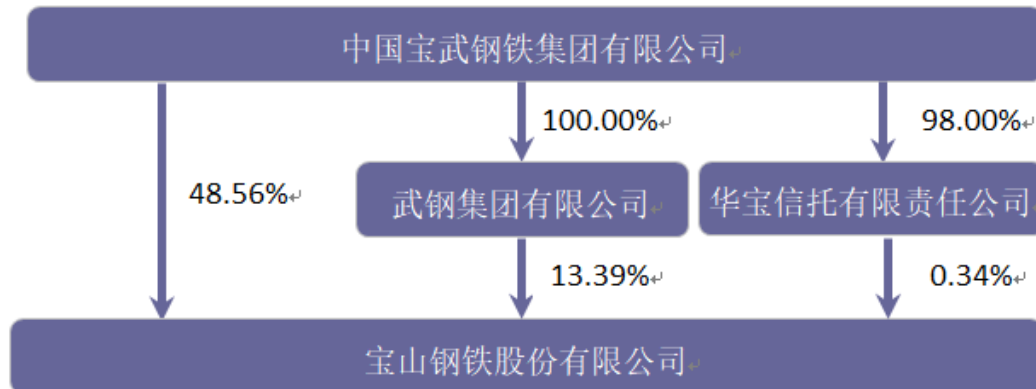 中国宝武钢铁集团有限公司
100.00%
98.00%
48.56%
武钢集团有限公司
华宝信托有限责任公司
13.39%
0.34%
宝山钢铁股份有限公司